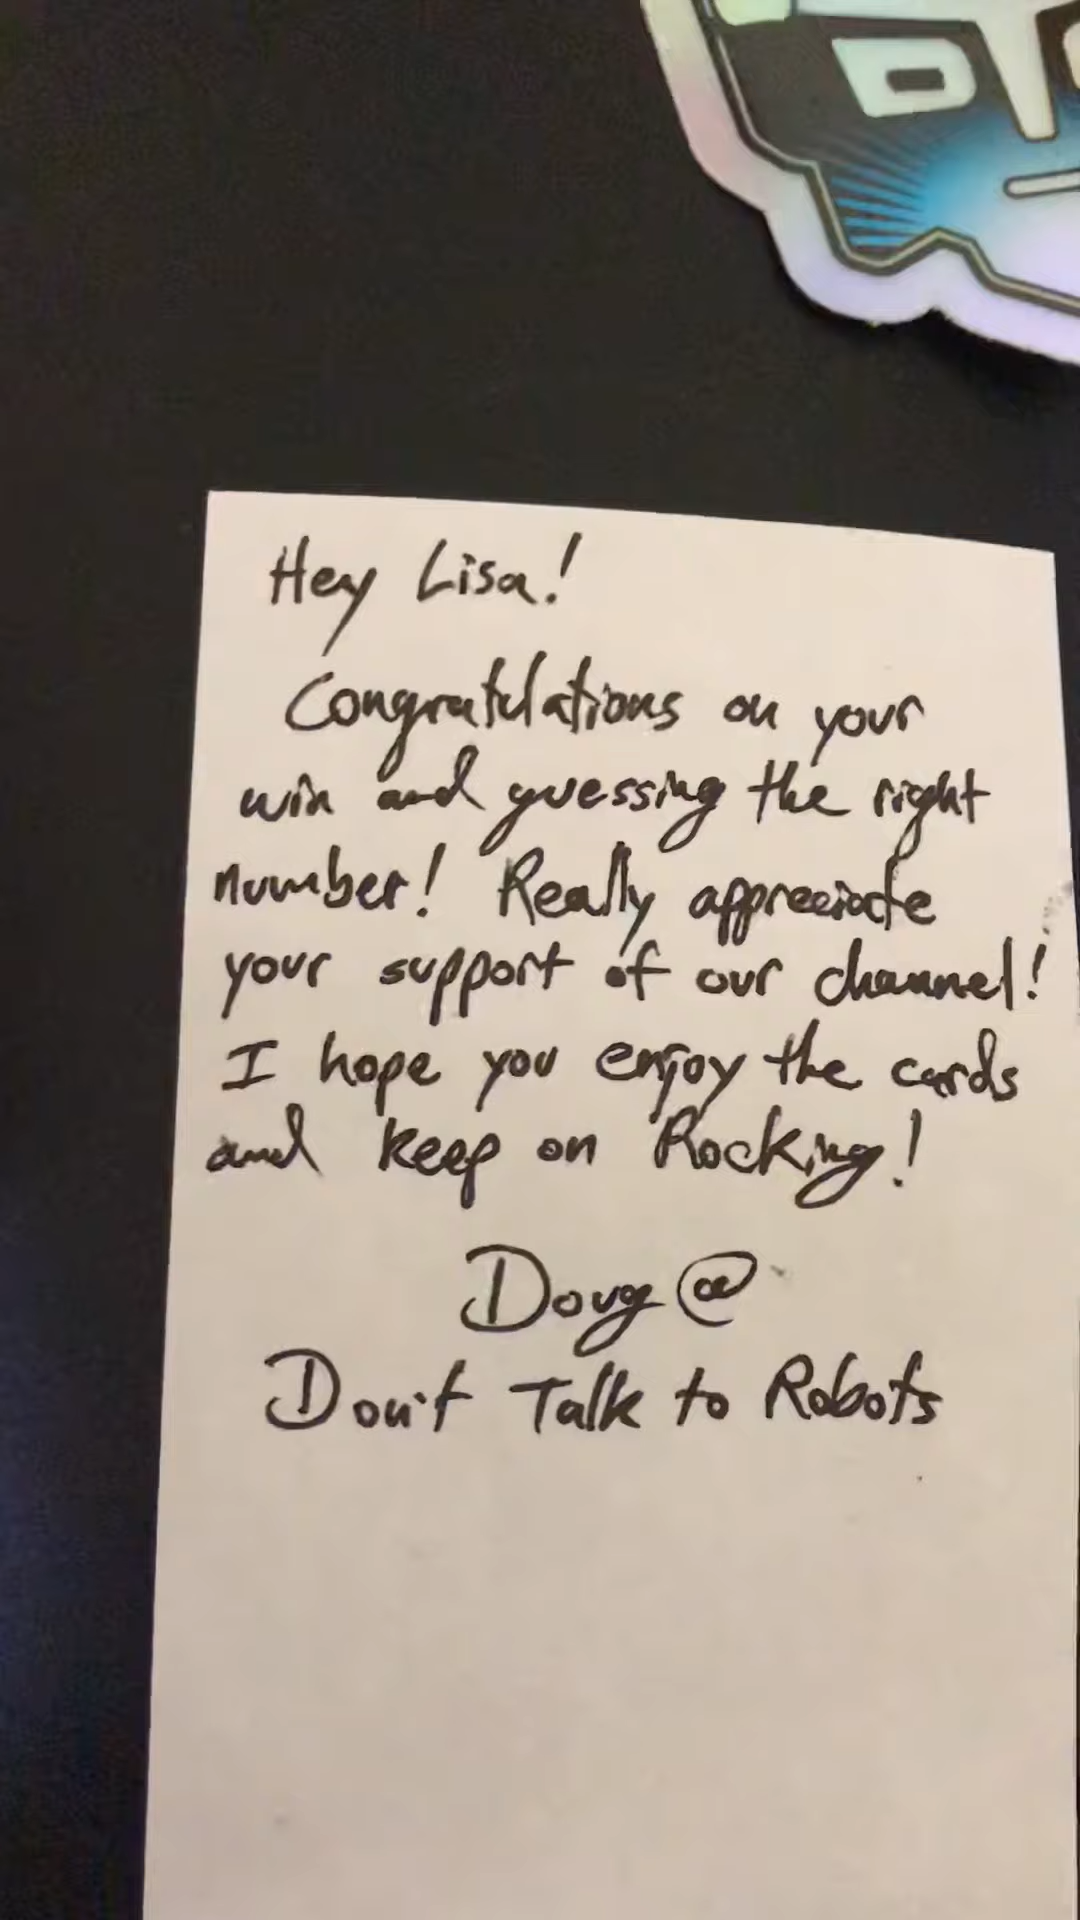 DT
Hey Lisa!
Congratulations on your
win and guessing the right
number! Really appreciate
your support of our channel!
I hope you enjoy the cards
and keep on Rocking!
Doug @
Don't Talk to Robots